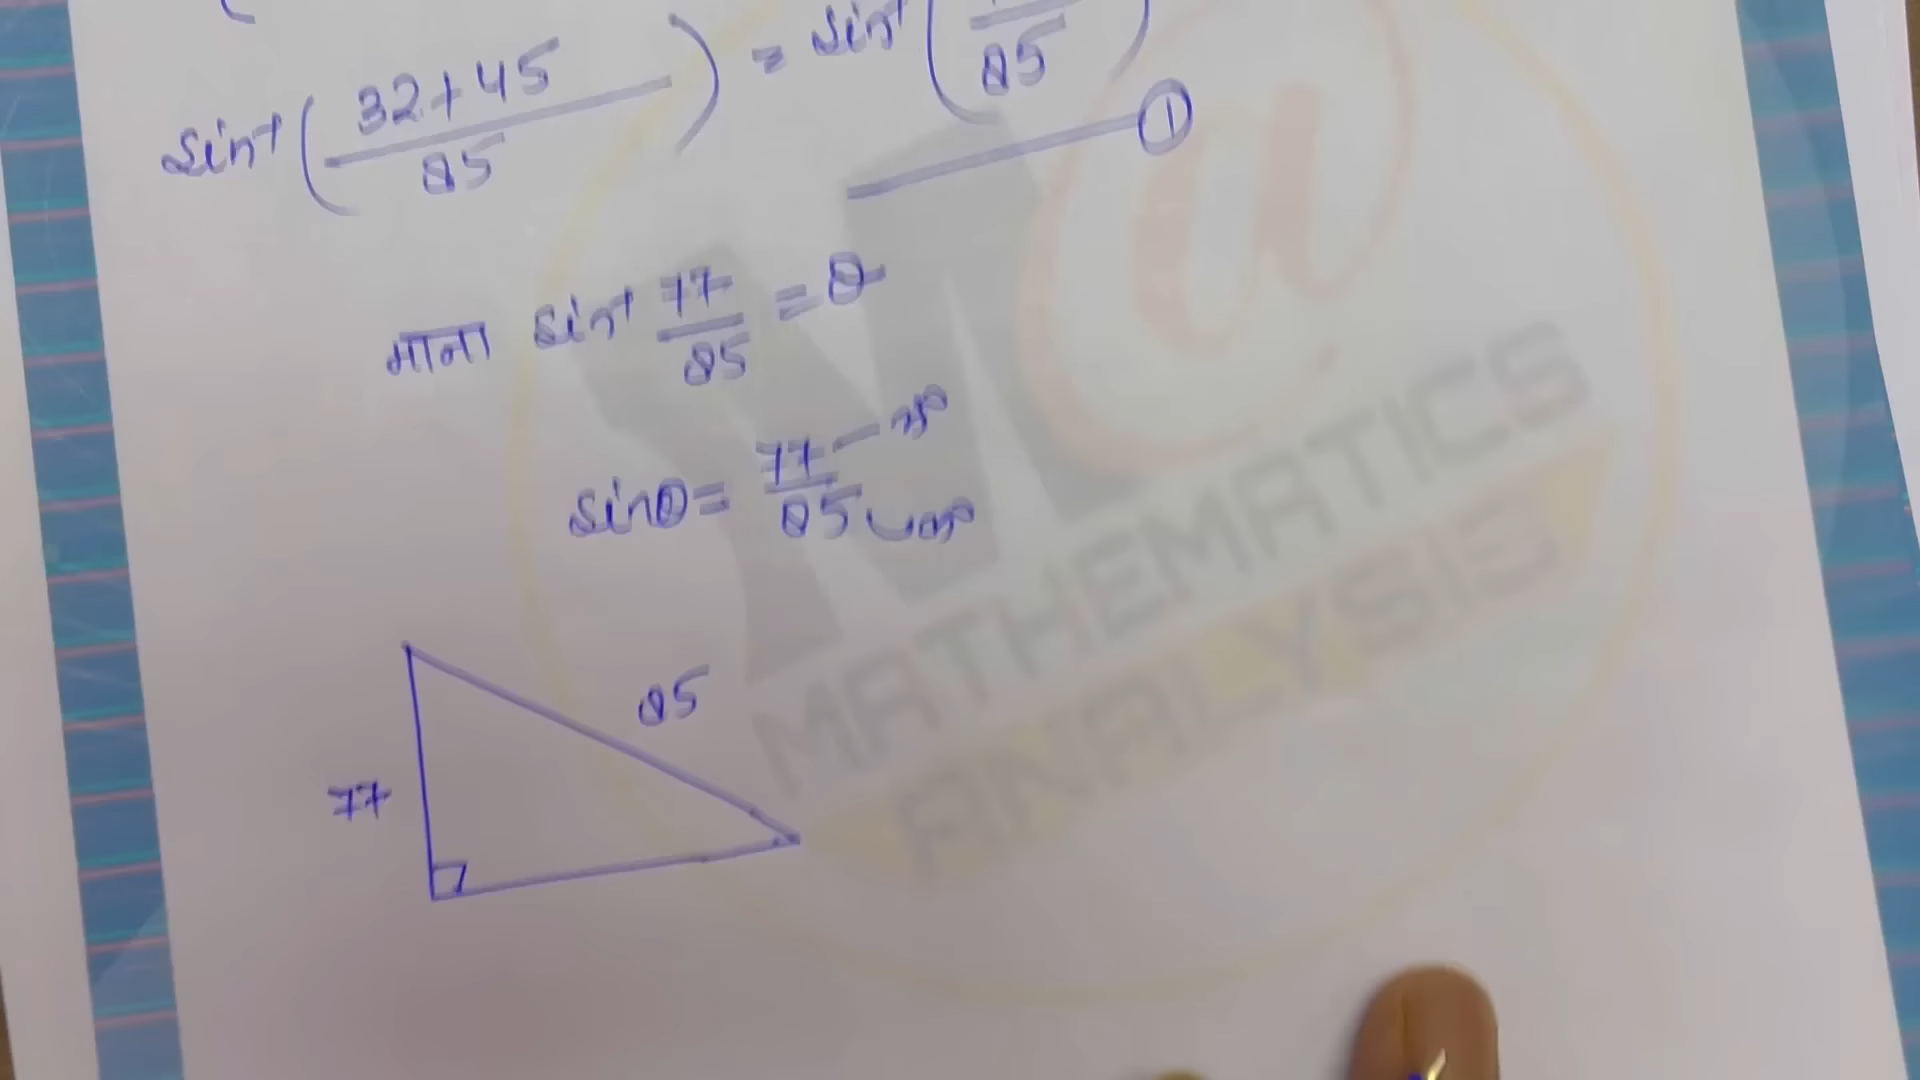 sin⁻¹(32+45/85) = sin⁻¹( /85) ①
माना sin⁻¹ 77/85 = θ
sinθ = 77/85
85
77
MATHEMATICS
ANALYSIS